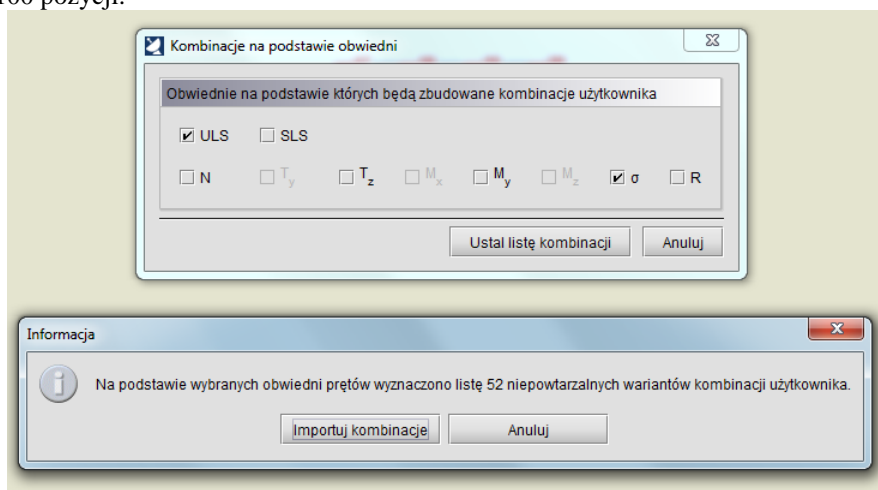 100 pozycji.
Kombinacje na podstawie obwiedni
Obwiednie na podstawie których będą zbudowane kombinacje użytkownika
ULS SLS
N Ty Tz Mx My Mz σ R
Ustal listę kombinacji Anuluj
Informacja
Na podstawie wybranych obwiedni prętów wyznaczono listę 52 niepowtarzalnych wariantów kombinacji użytkownika.
Importuj kombinacje Anuluj